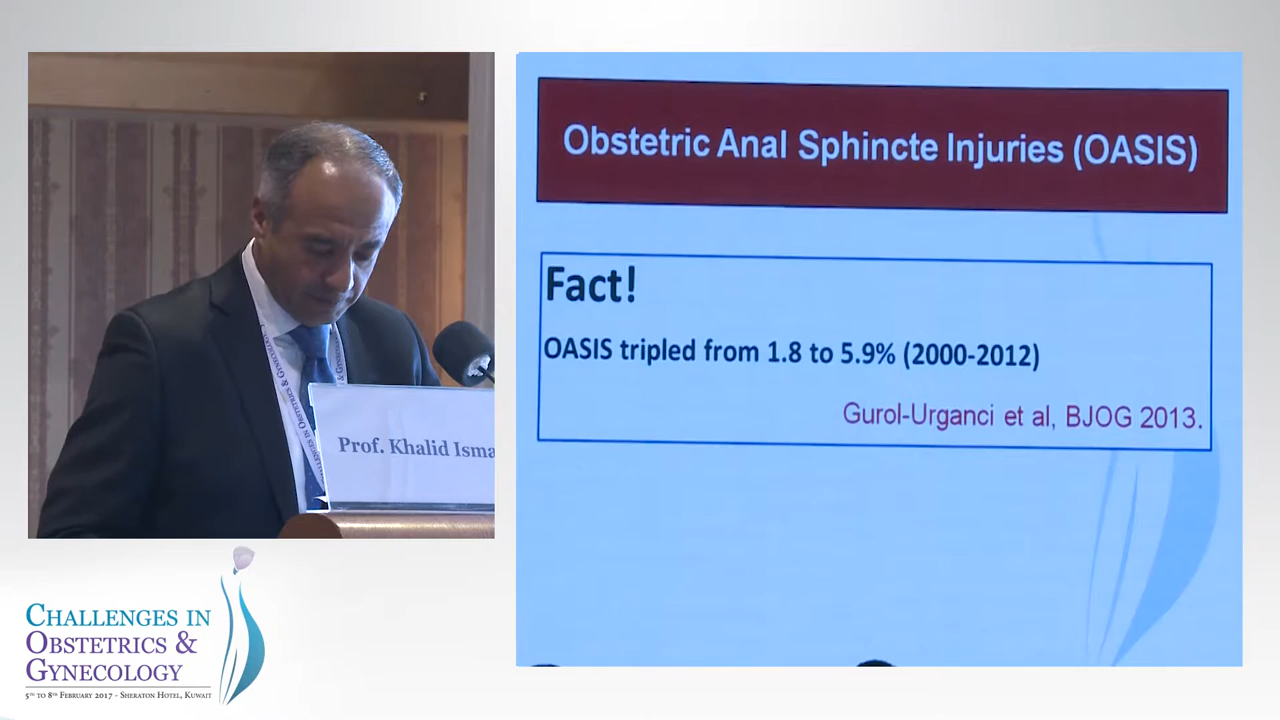 Obstetric Anal Sphincte Injuries (OASIS)
Fact!
OASIS tripled from 1.8 to 5.9% (2000-2012)
Gurol-Urganci et al, BJOG 2013.
Prof. Khalid Isma
CHALLENGES IN
OBSTETRICS &
GYNECOLOGY
5TH TO 8TH FEBRUARY 2017 - SHERATON HOTEL, KUWAIT